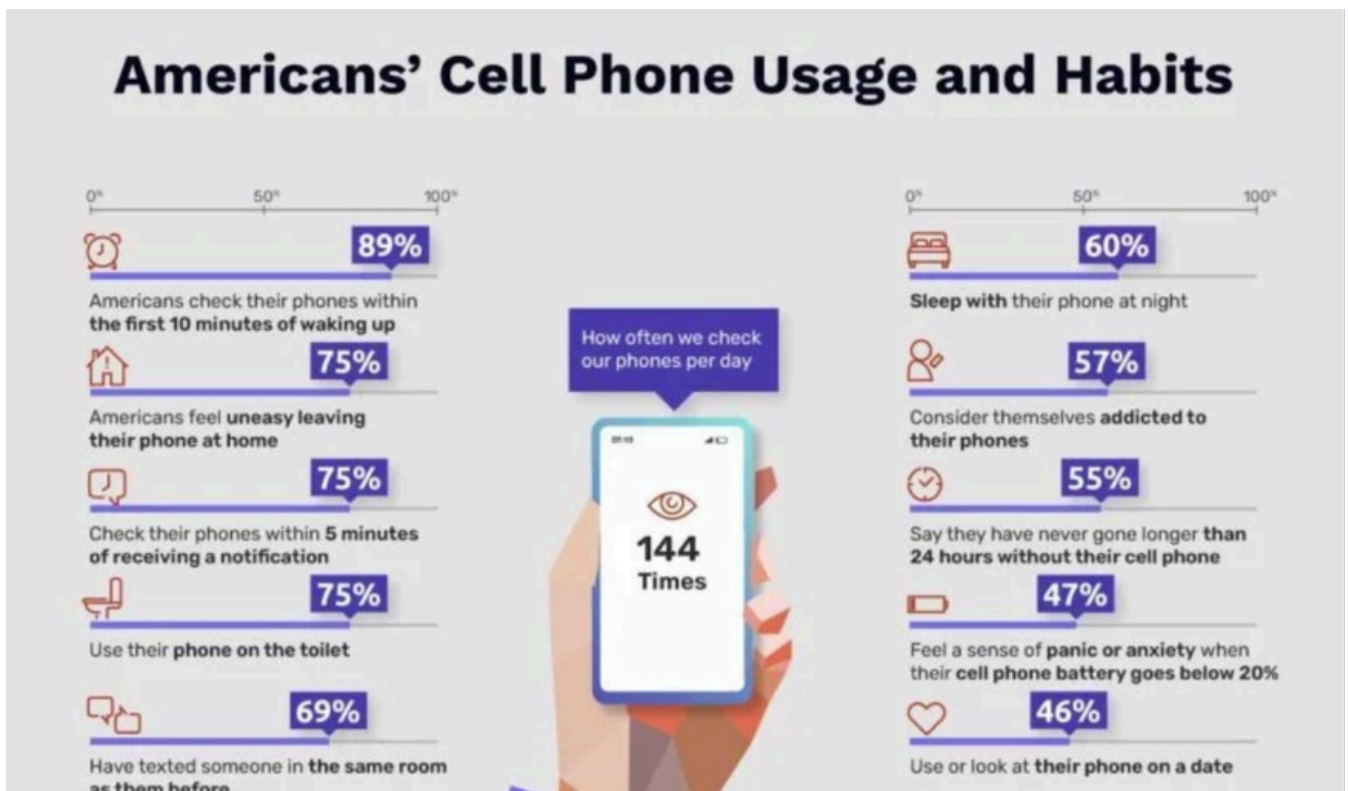 Americans’ Cell Phone Usage and Habits
0% 50% 100%
89%
Americans check their phones within
the first 10 minutes of waking up
75%
Americans feel uneasy leaving
their phone at home
75%
Check their phones within 5 minutes
of receiving a notification
75%
Use their phone on the toilet
69%
Have texted someone in the same room
as them before
How often we check
our phones per day
144
Times
0% 50% 100%
60%
Sleep with their phone at night
57%
Consider themselves addicted to
their phones
55%
Say they have never gone longer than
24 hours without their cell phone
47%
Feel a sense of panic or anxiety when
their cell phone battery goes below 20%
46%
Use or look at their phone on a date